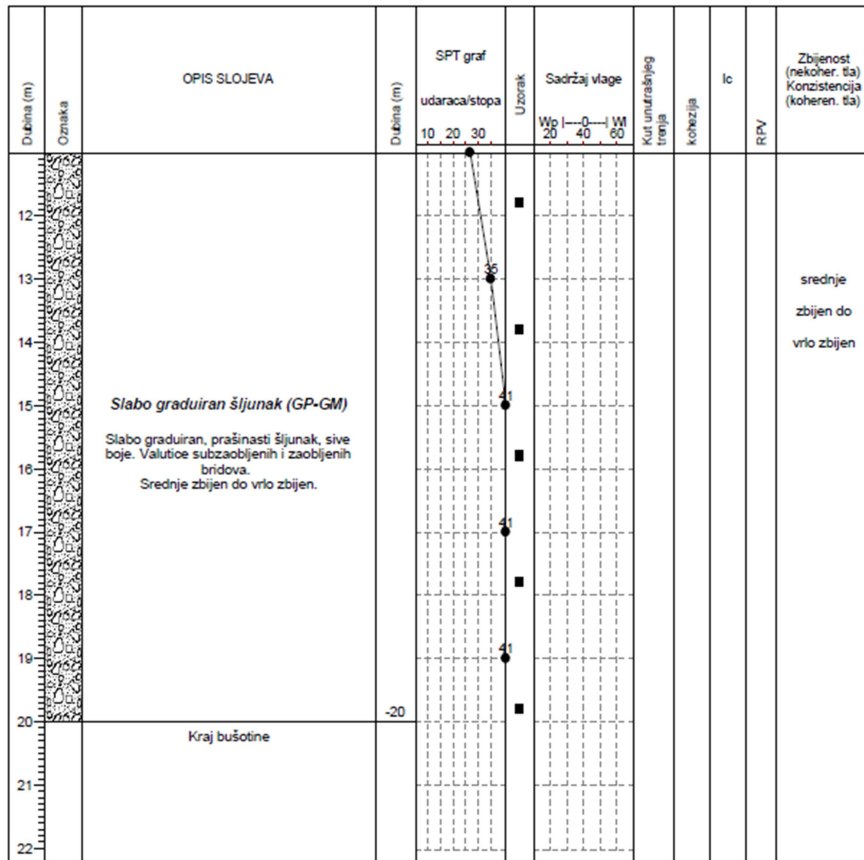 Dubina (m)
Oznaka
OPIS SLOJEVA
Dubina (m)
SPT graf
udaraca/stopa
10 20 30
Uzorak
Sadržaj vlage
Wp |----0----| Wl
20 40 60
Kut unutrašnjeg
trenja
kohezija
Ic
RPV
Zbijenost
(nekoher. tla)
Konzistencija
(koheren. tla)
12
13
14
15
16
17
18
19
20
21
22
Slabo graduiran šljunak (GP-GM)
Slabo graduiran, prašinasti šljunak, sive
boje. Valutice subzaobljenih i zaobljenih
bridova.
Srednje zbijen do vrlo zbijen.
-20
Kraj bušotine
35
41
41
41
srednje
zbijen do
vrlo zbijen